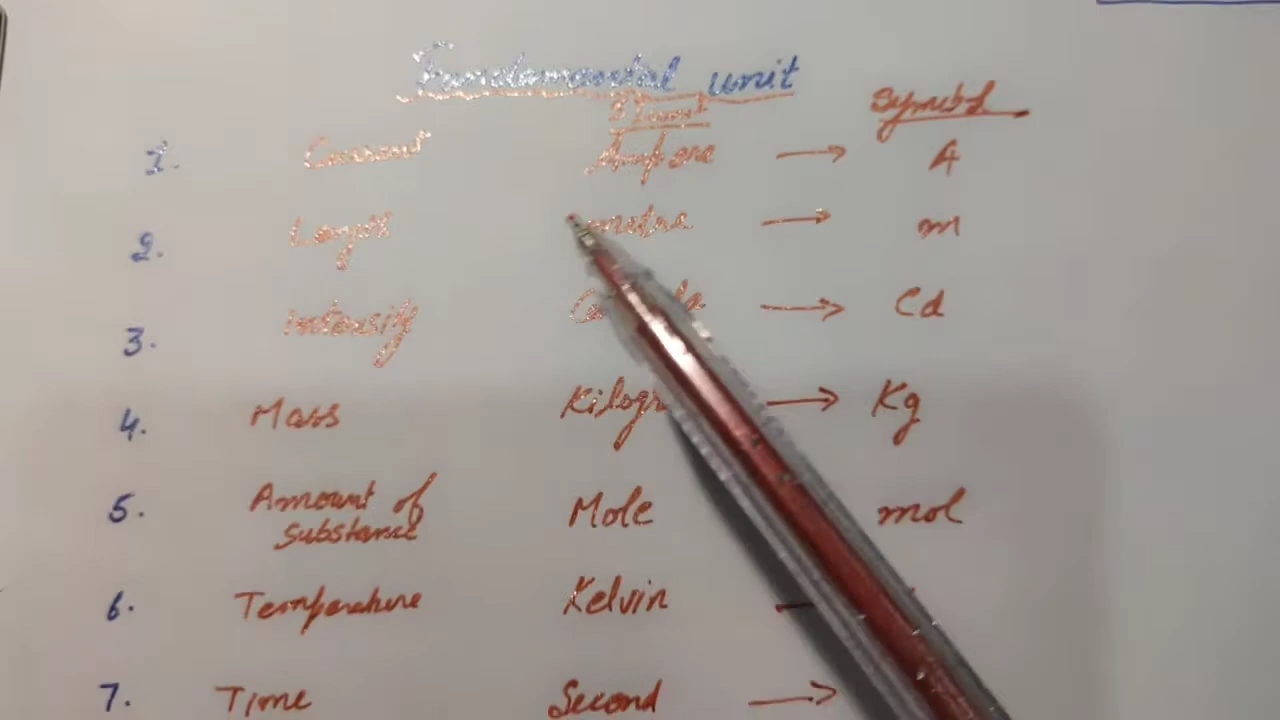 Fundamental unit
SI unit Symbol
1. Current Ampere → A
2. Length metre → m
3. Intensity → Cd
4. Mass → Kg
5. Amount of substance Mole mol
6. Temperature Kelvin
7. Time Second →